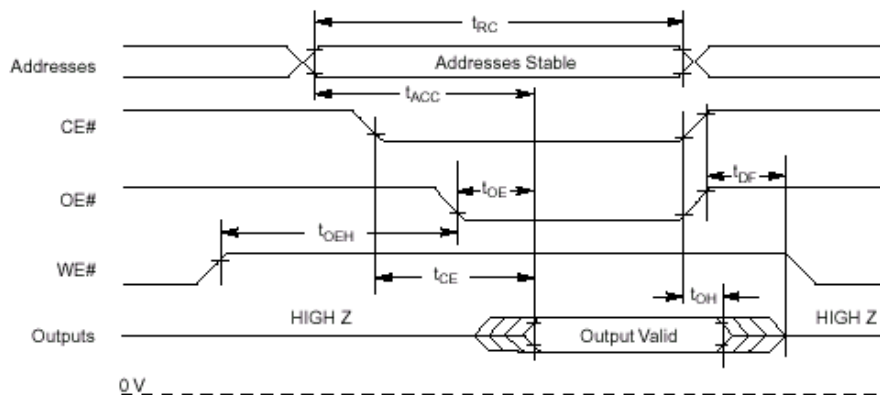 tRC
Addresses
Addresses Stable
tACC
CE#
tOE
tDF
OE#
tOEH
WE#
tCE
tOH
HIGH Z
HIGH Z
Outputs
Output Valid
0 V